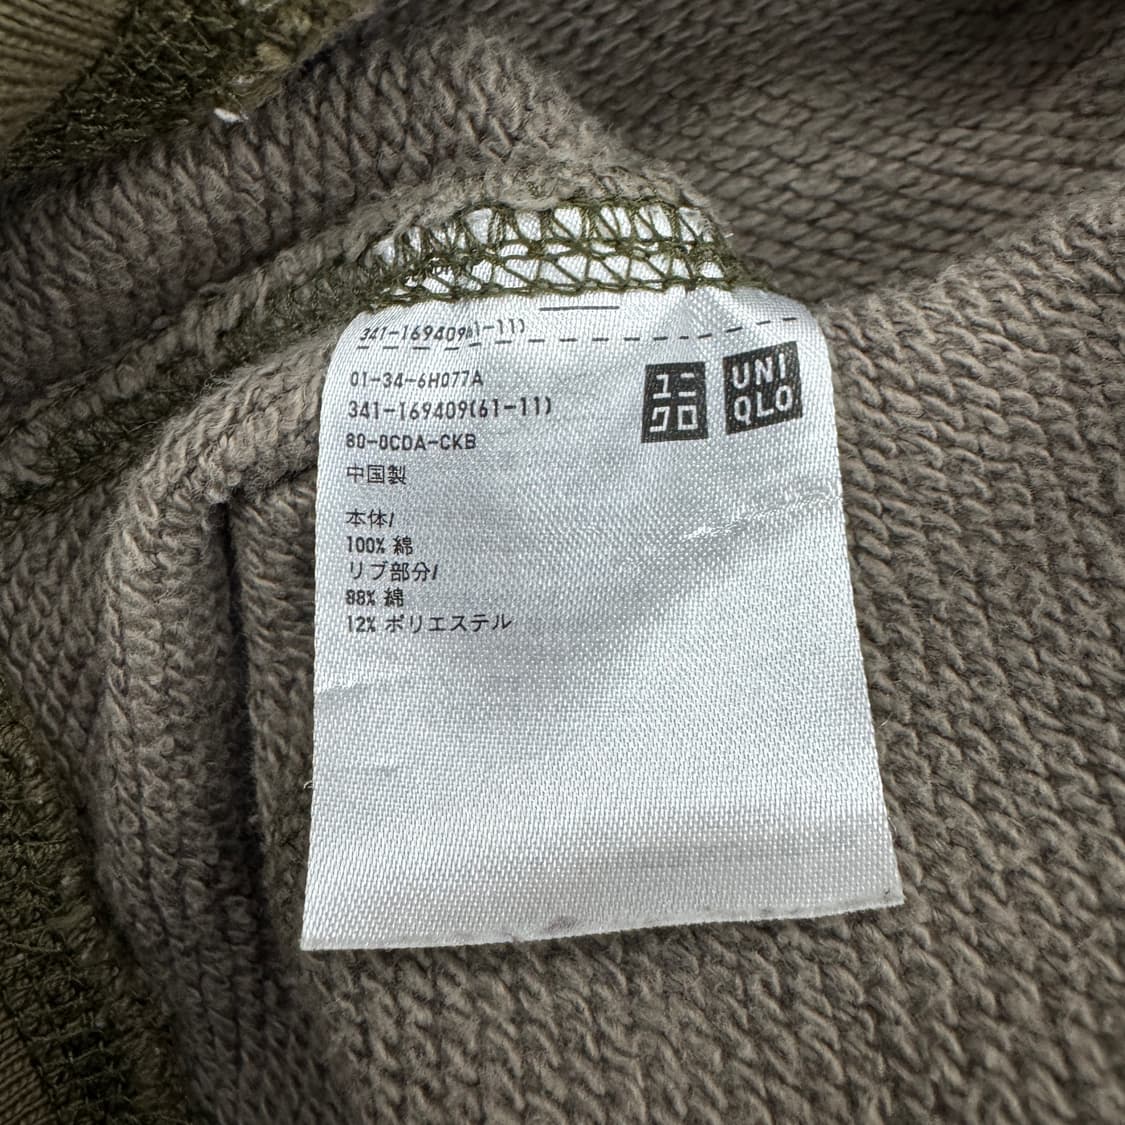 341-169409(61-11)
01-34-6H077A
341-169409(61-11)
80-0CDA-CKB
中国製
本体/
100% 綿
リブ部分/
88% 綿
12% ポリエステル
ユニ
クロ
UNI
QLO